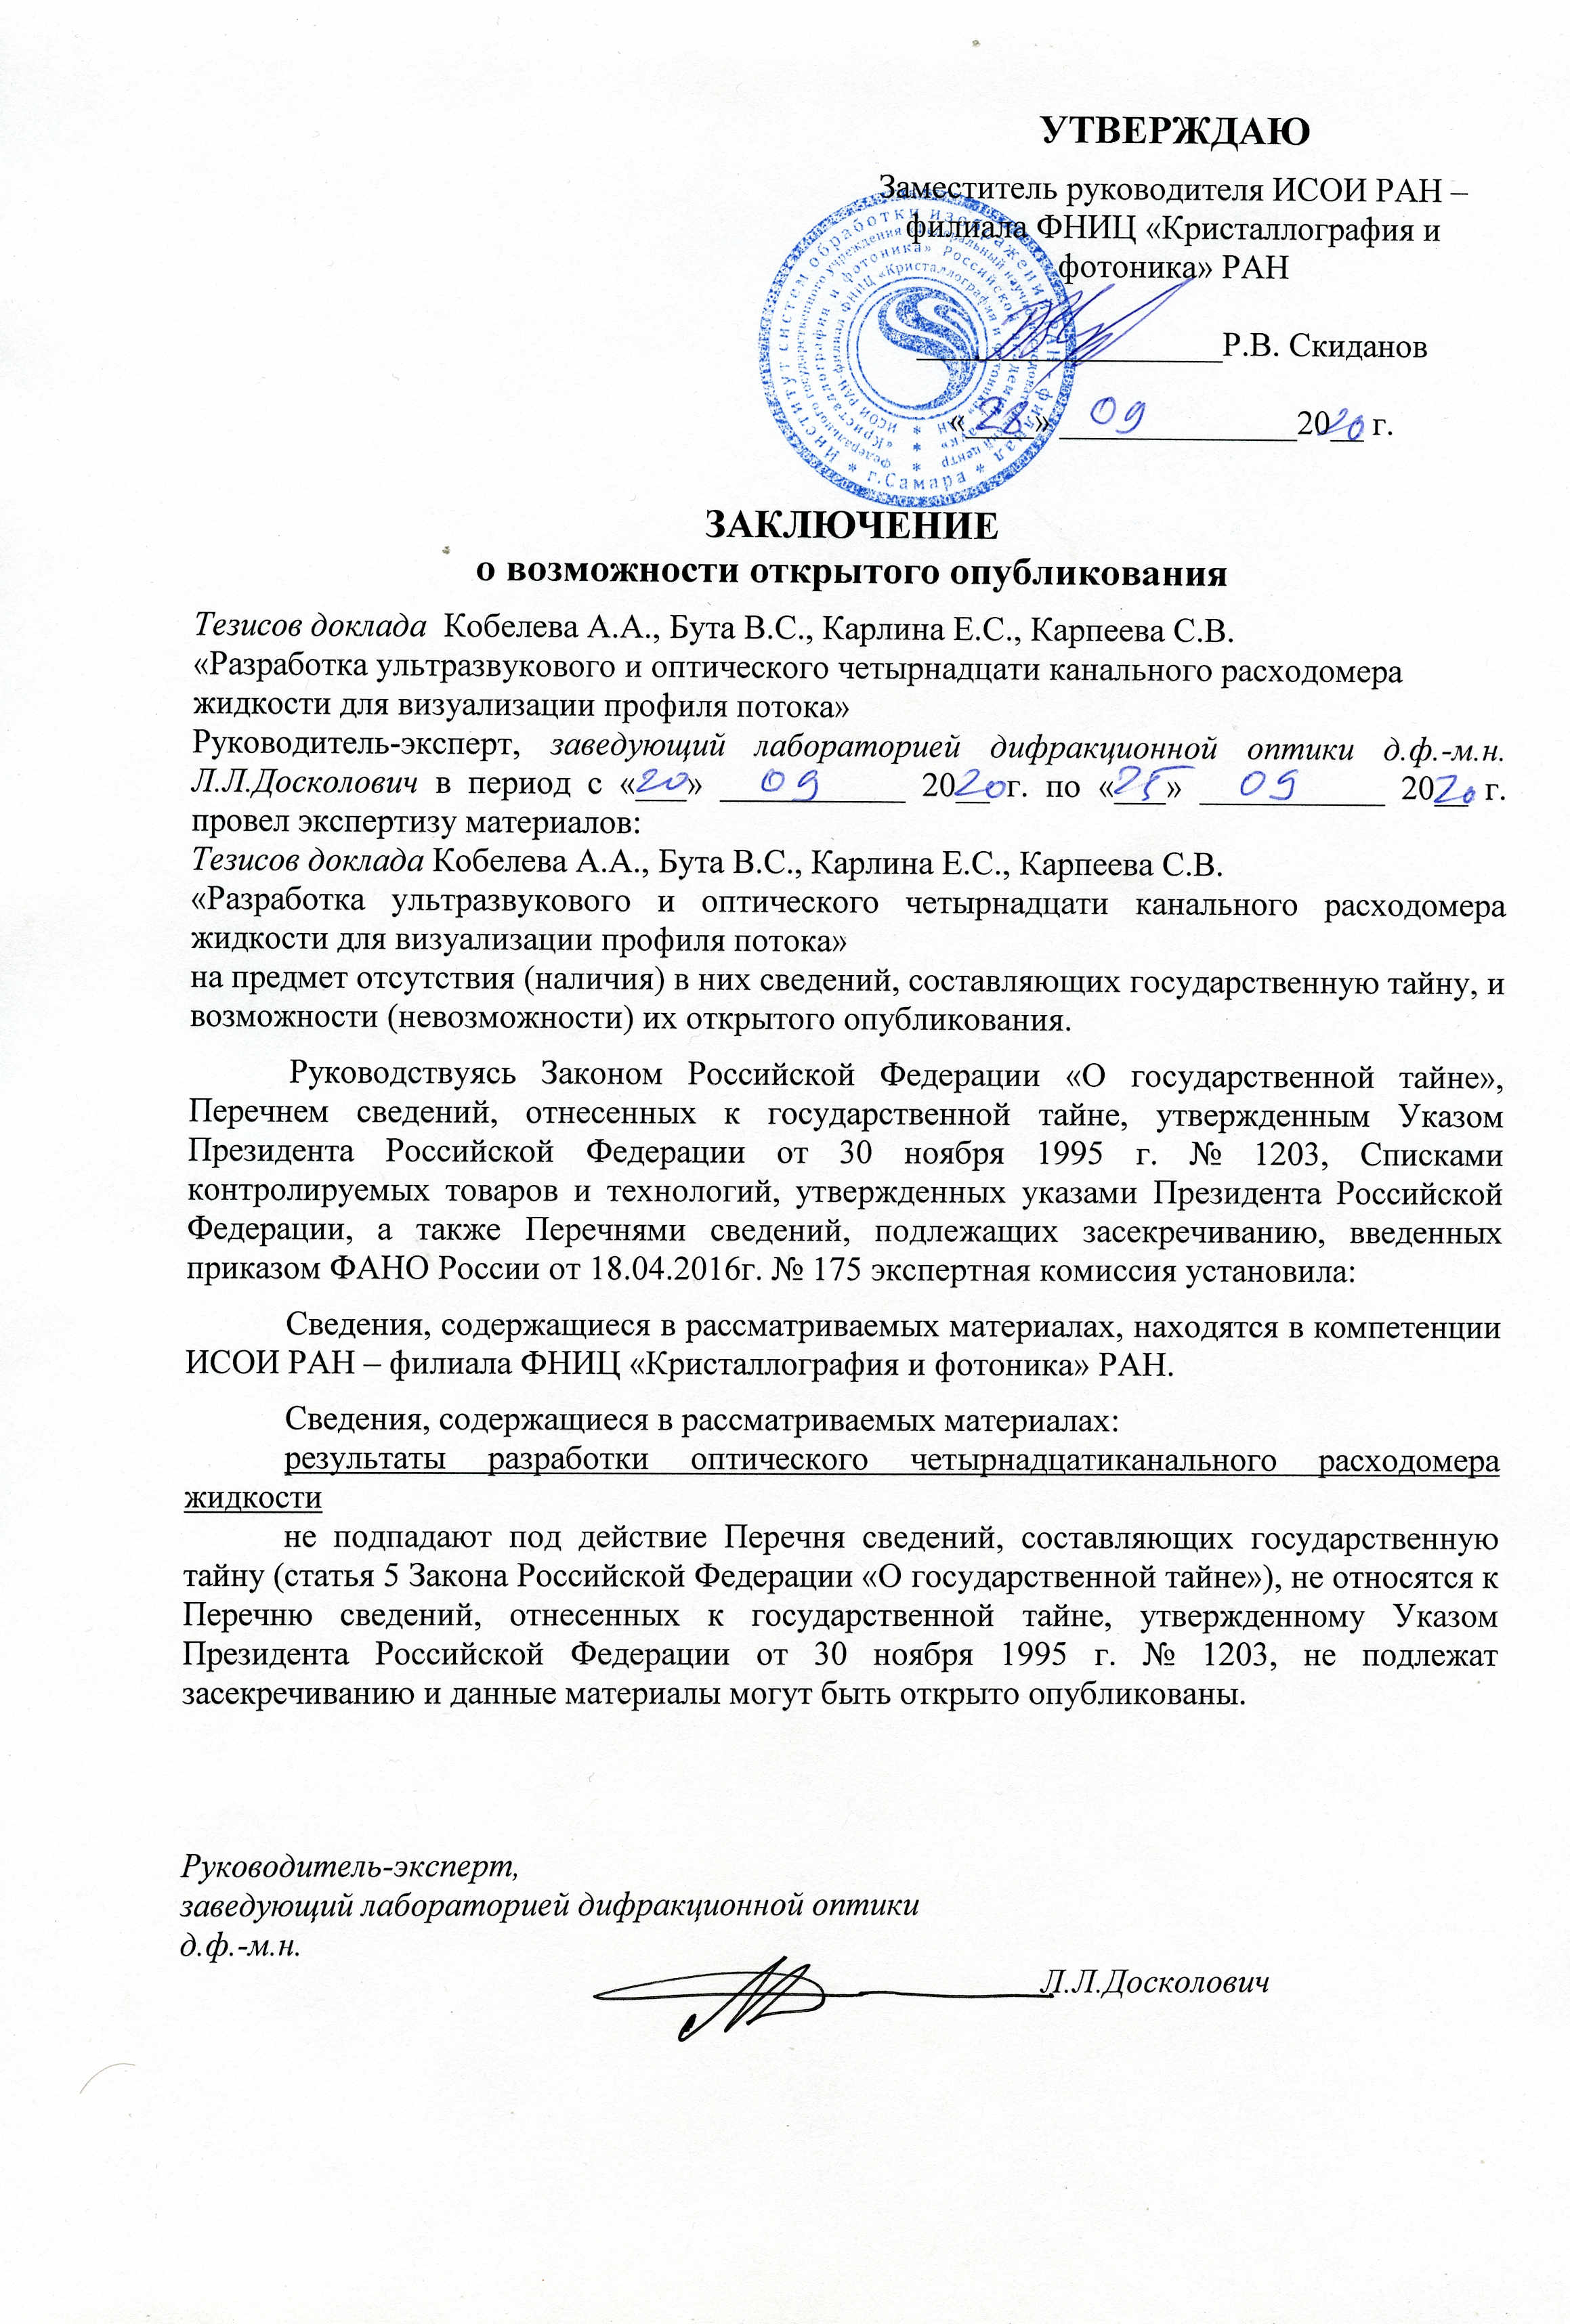 УТВЕРЖДАЮ
Заместитель руководителя ИСОИ РАН –
филиала ФНИЦ «Кристаллография и
фотоника» РАН
Р.В. Скиданов
«28» 09 2020 г.
Институт систем обработки изображений РАН - филиал
* г.Самара *
ЗАКЛЮЧЕНИЕ
о возможности открытого опубликования
Тезисов доклада Кобелева А.А., Бута В.С., Карлина Е.С., Карпеева С.В.
«Разработка ультразвукового и оптического четырнадцати канального расходомера
жидкости для визуализации профиля потока»
Руководитель-эксперт, заведующий лабораторией дифракционной оптики д.ф.-м.н.
Л.Л.Досколович в период с «20» 09 2020 г. по «25» 09 2020 г.
провел экспертизу материалов:
Тезисов доклада Кобелева А.А., Бута В.С., Карлина Е.С., Карпеева С.В.
«Разработка ультразвукового и оптического четырнадцати канального расходомера
жидкости для визуализации профиля потока»
на предмет отсутствия (наличия) в них сведений, составляющих государственную тайну, и
возможности (невозможности) их открытого опубликования.
Руководствуясь Законом Российской Федерации «О государственной тайне»,
Перечнем сведений, отнесенных к государственной тайне, утвержденным Указом
Президента Российской Федерации от 30 ноября 1995 г. № 1203, Списками
контролируемых товаров и технологий, утвержденных указами Президента Российской
Федерации, а также Перечнями сведений, подлежащих засекречиванию, введенных
приказом ФАНО России от 18.04.2016г. № 175 экспертная комиссия установила:
Сведения, содержащиеся в рассматриваемых материалах, находятся в компетенции
ИСОИ РАН – филиала ФНИЦ «Кристаллография и фотоника» РАН.
Сведения, содержащиеся в рассматриваемых материалах:
результаты разработки оптического четырнадцатиканального расходомера
жидкости
не подпадают под действие Перечня сведений, составляющих государственную
тайну (статья 5 Закона Российской Федерации «О государственной тайне»), не относятся к
Перечню сведений, отнесенных к государственной тайне, утвержденному Указом
Президента Российской Федерации от 30 ноября 1995 г. № 1203, не подлежат
засекречиванию и данные материалы могут быть открыто опубликованы.
Руководитель-эксперт,
заведующий лабораторией дифракционной оптики
д.ф.-м.н.
Л.Л.Досколович